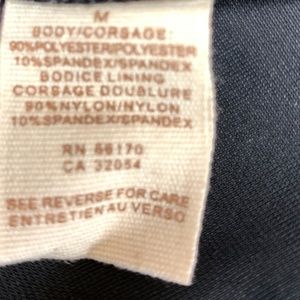 M
BODY/CORSAGE:
90%POLYESTER/POLYESTER
10%SPANDEX/SPANDEX
BODICE LINING
CORSAGE DOUBLURE
90%NYLON/NYLON
10%SPANDEX/SPANDEX
RN 66170
CA 32054
SEE REVERSE FOR CARE
ENTRETIEN AU VERSO